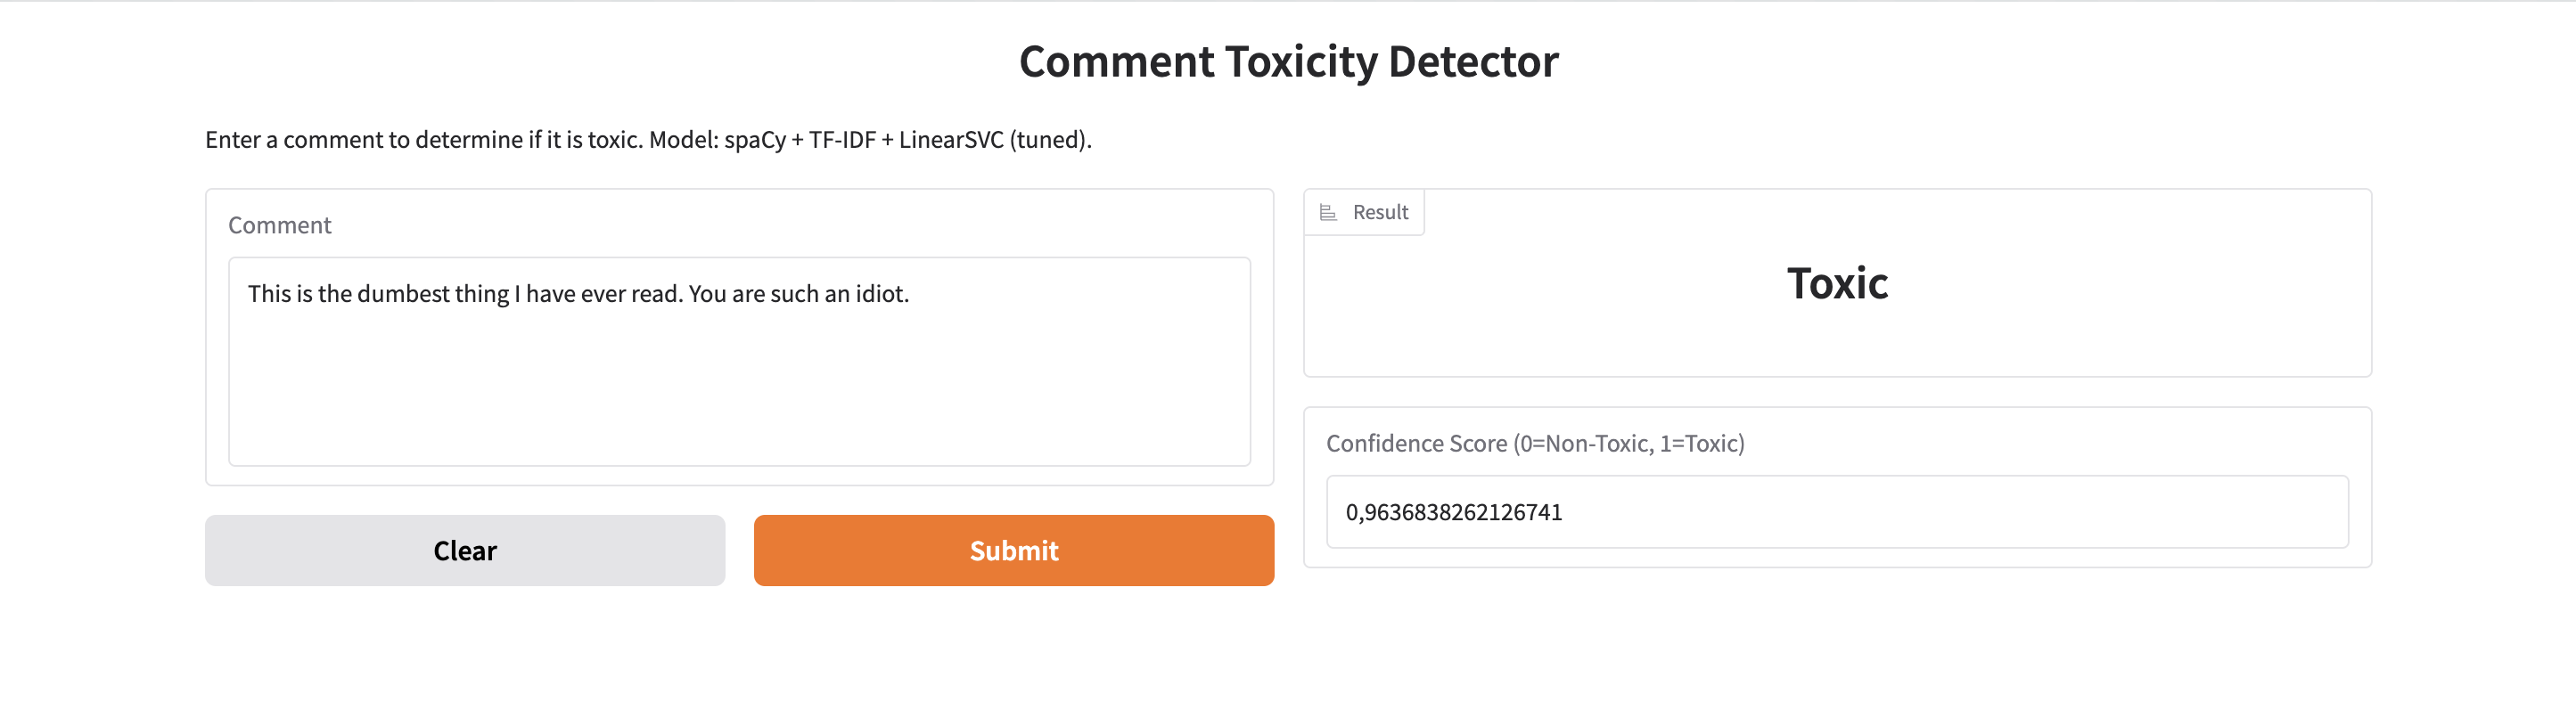 Comment Toxicity Detector
Enter a comment to determine if it is toxic. Model: spaCy + TF-IDF + LinearSVC (tuned).
Comment
This is the dumbest thing I have ever read. You are such an idiot.
Clear
Submit
Result
Toxic
Confidence Score (0=Non-Toxic, 1=Toxic)
0,9636838262126741